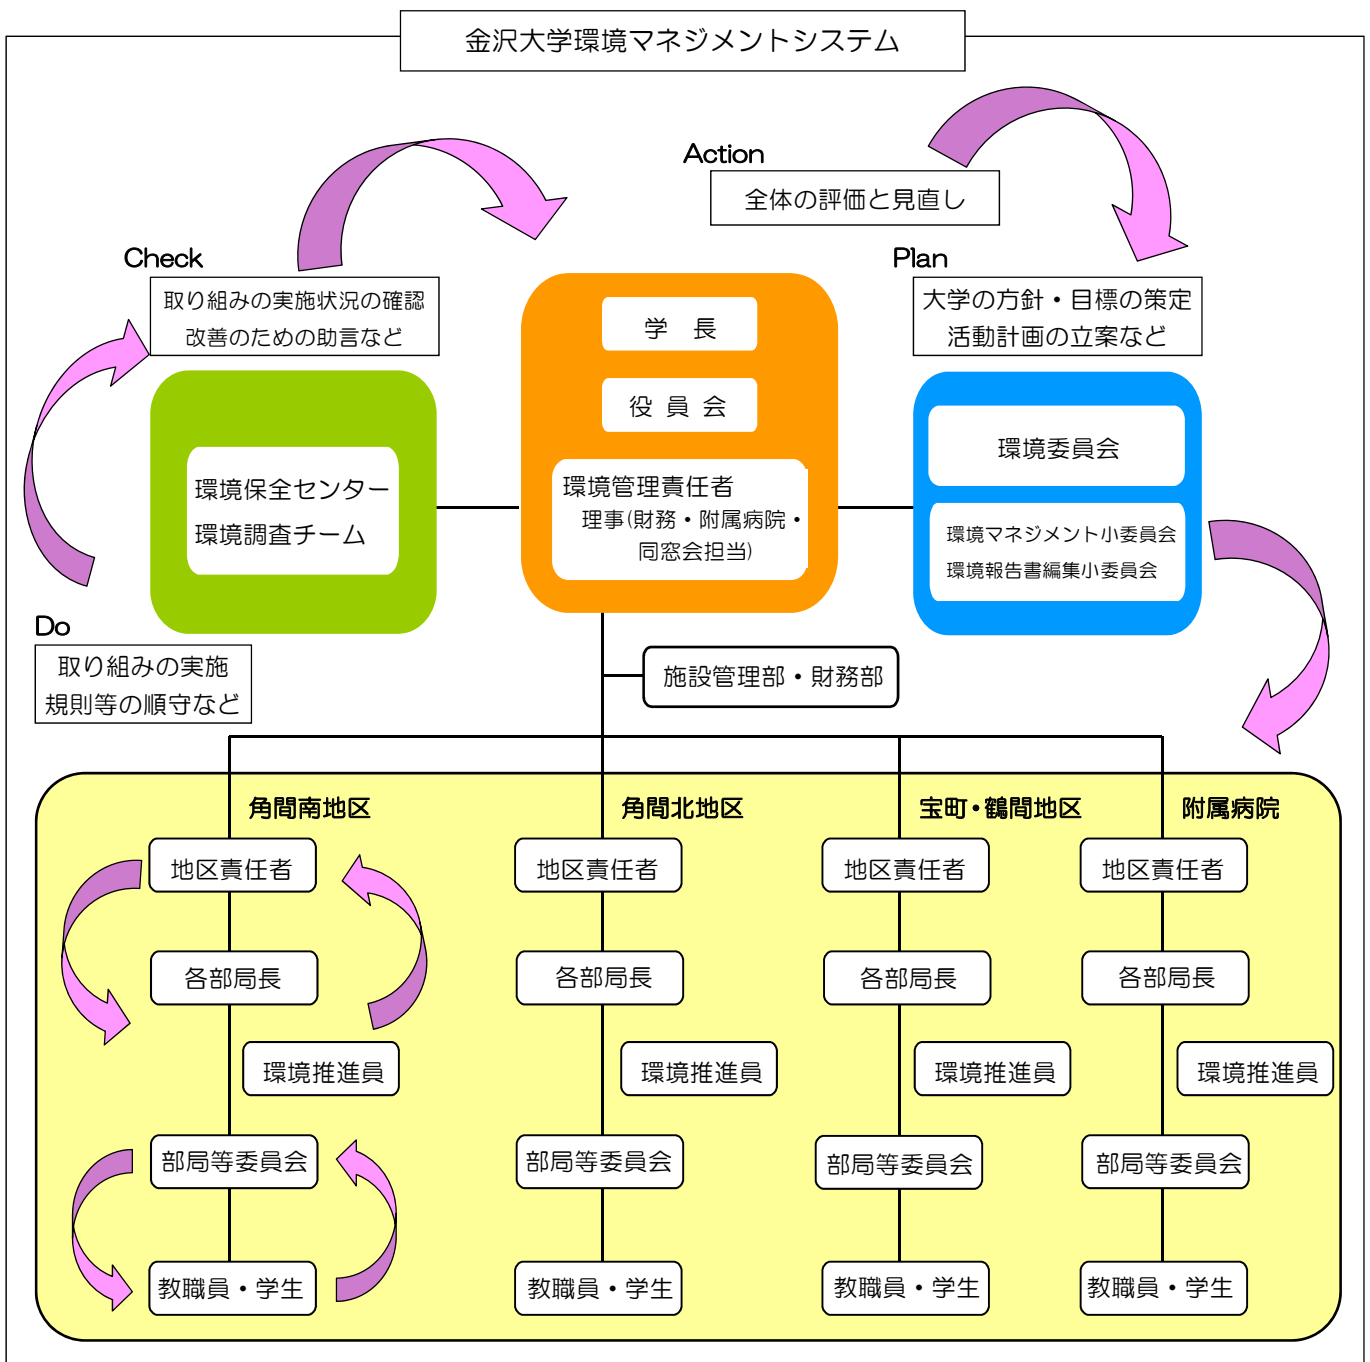 金沢大学環境マネジメントシステム
Action
全体の評価と見直し
Check
取り組みの実施状況の確認
改善のための助言など
Plan
大学の方針・目標の策定
活動計画の立案など
学 長
役 員 会
環境管理責任者
理事(財務・附属病院・
同窓会担当)
環境保全センター
環境調査チーム
環境委員会
環境マネジメント小委員会
環境報告書編集小委員会
Do
取り組みの実施
規則等の順守など
施設管理部・財務部
角間南地区
角間北地区
宝町・鶴間地区
附属病院
地区責任者
地区責任者
地区責任者
地区責任者
各部局長
各部局長
各部局長
各部局長
環境推進員
環境推進員
環境推進員
環境推進員
部局等委員会
部局等委員会
部局等委員会
部局等委員会
教職員・学生
教職員・学生
教職員・学生
教職員・学生